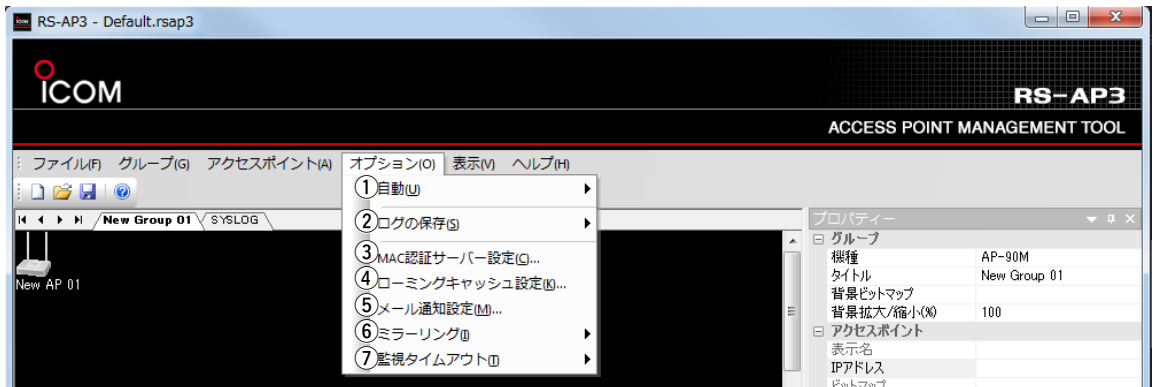 RS-AP3 - Default.rsap3
ICOM
RS-AP3
ACCESS POINT MANAGEMENT TOOL
ファイル(F) グループ(G) アクセスポイント(A) オプション(O) 表示(V) ヘルプ(H)
①自動(U)
②ログの保存(S)
③MAC認証サーバー設定(C)...
④ローミングキャッシュ設定(K)...
⑤メール通知設定(M)...
⑥ミラーリング(I)
⑦監視タイムアウト(T)
New Group 01 SYSLOG
New AP 01
プロパティー
グループ
機種 AP-90M
タイトル New Group 01
背景ビットマップ
背景拡大/縮小(%) 100
アクセスポイント
表示名
IPアドレス
ビットマップ